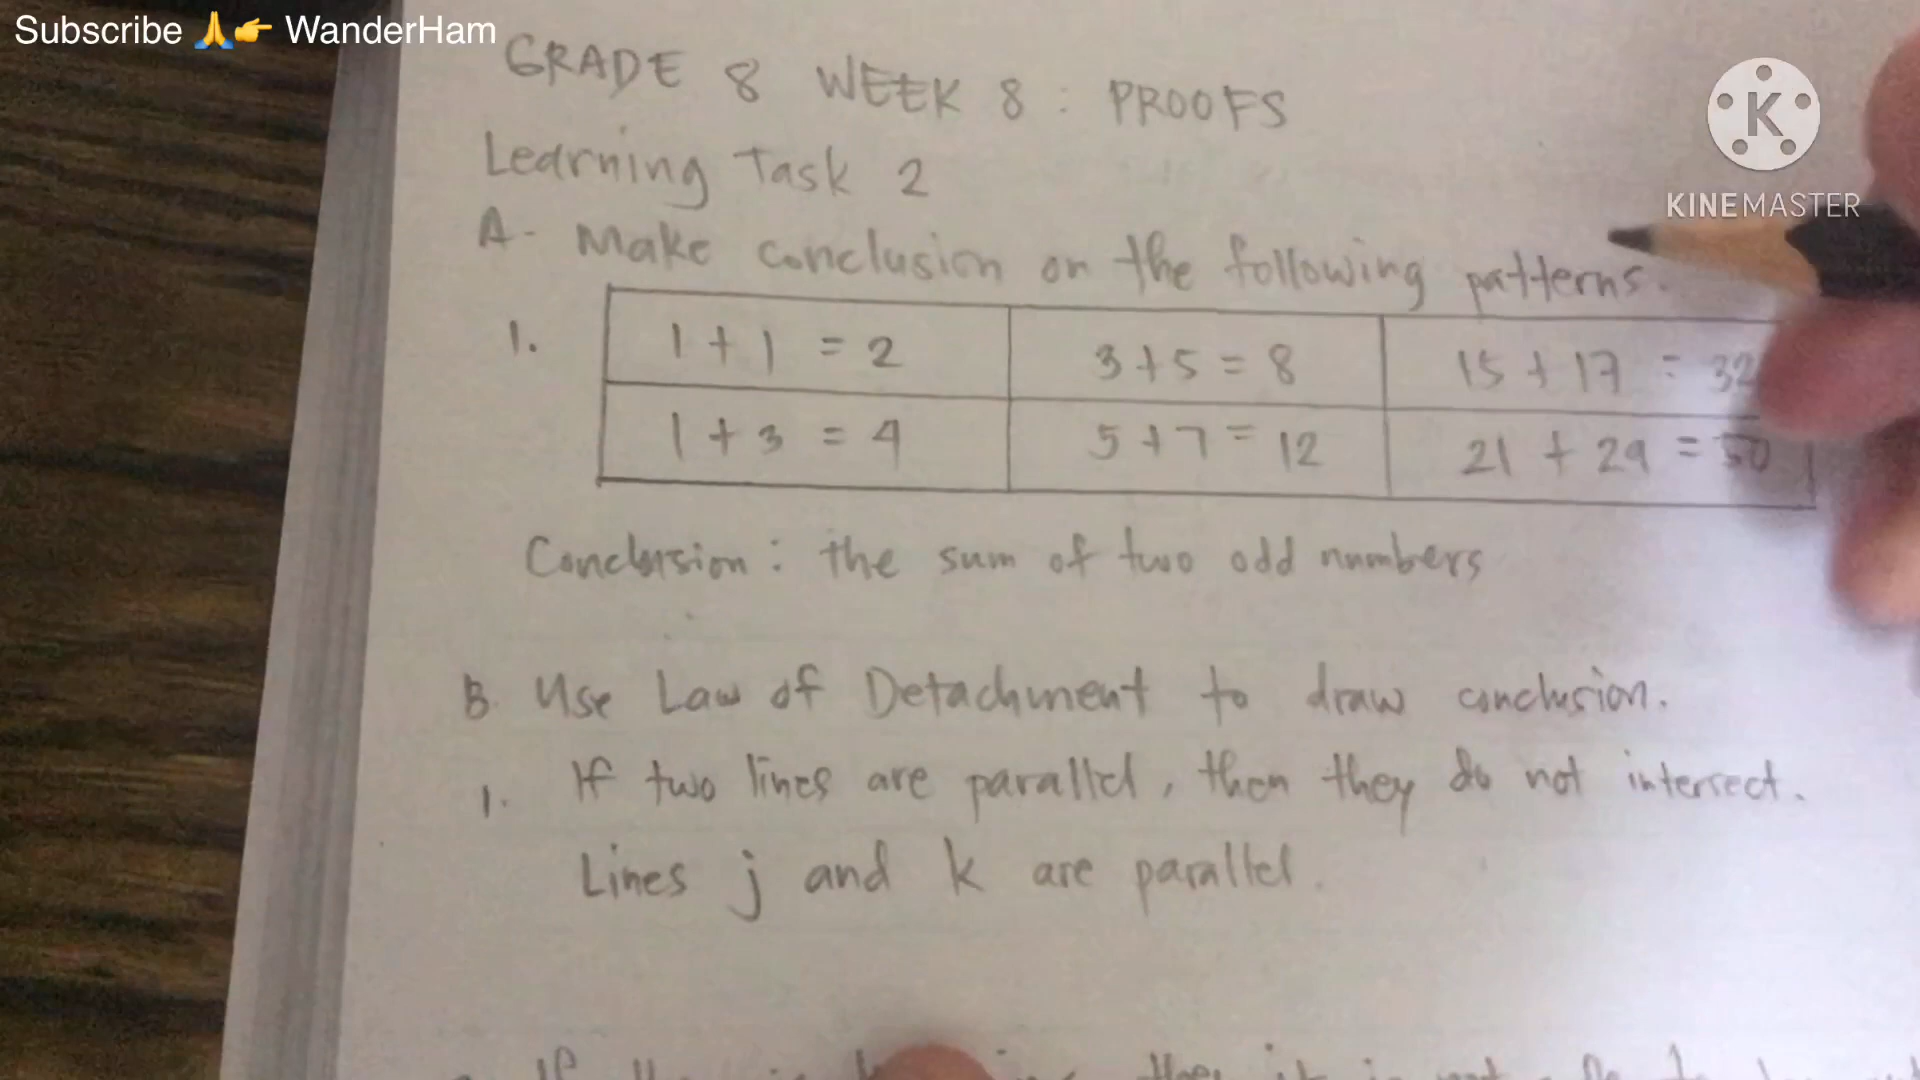 Subscribe 🙏👉 WanderHam
GRADE 8 WEEK 8 : PROOFS
KINEMASTER
Learning Task 2
A. Make conclusion on the following patterns.
1. 1 + 1 = 2 3 + 5 = 8 15 + 17 = 32
1 + 3 = 4 5 + 7 = 12 21 + 29 = 50
Conclusion : the sum of two odd numbers
B. Use Law of Detachment to draw conclusion.
1. If two lines are parallel, then they do not intersect.
Lines j and k are parallel.